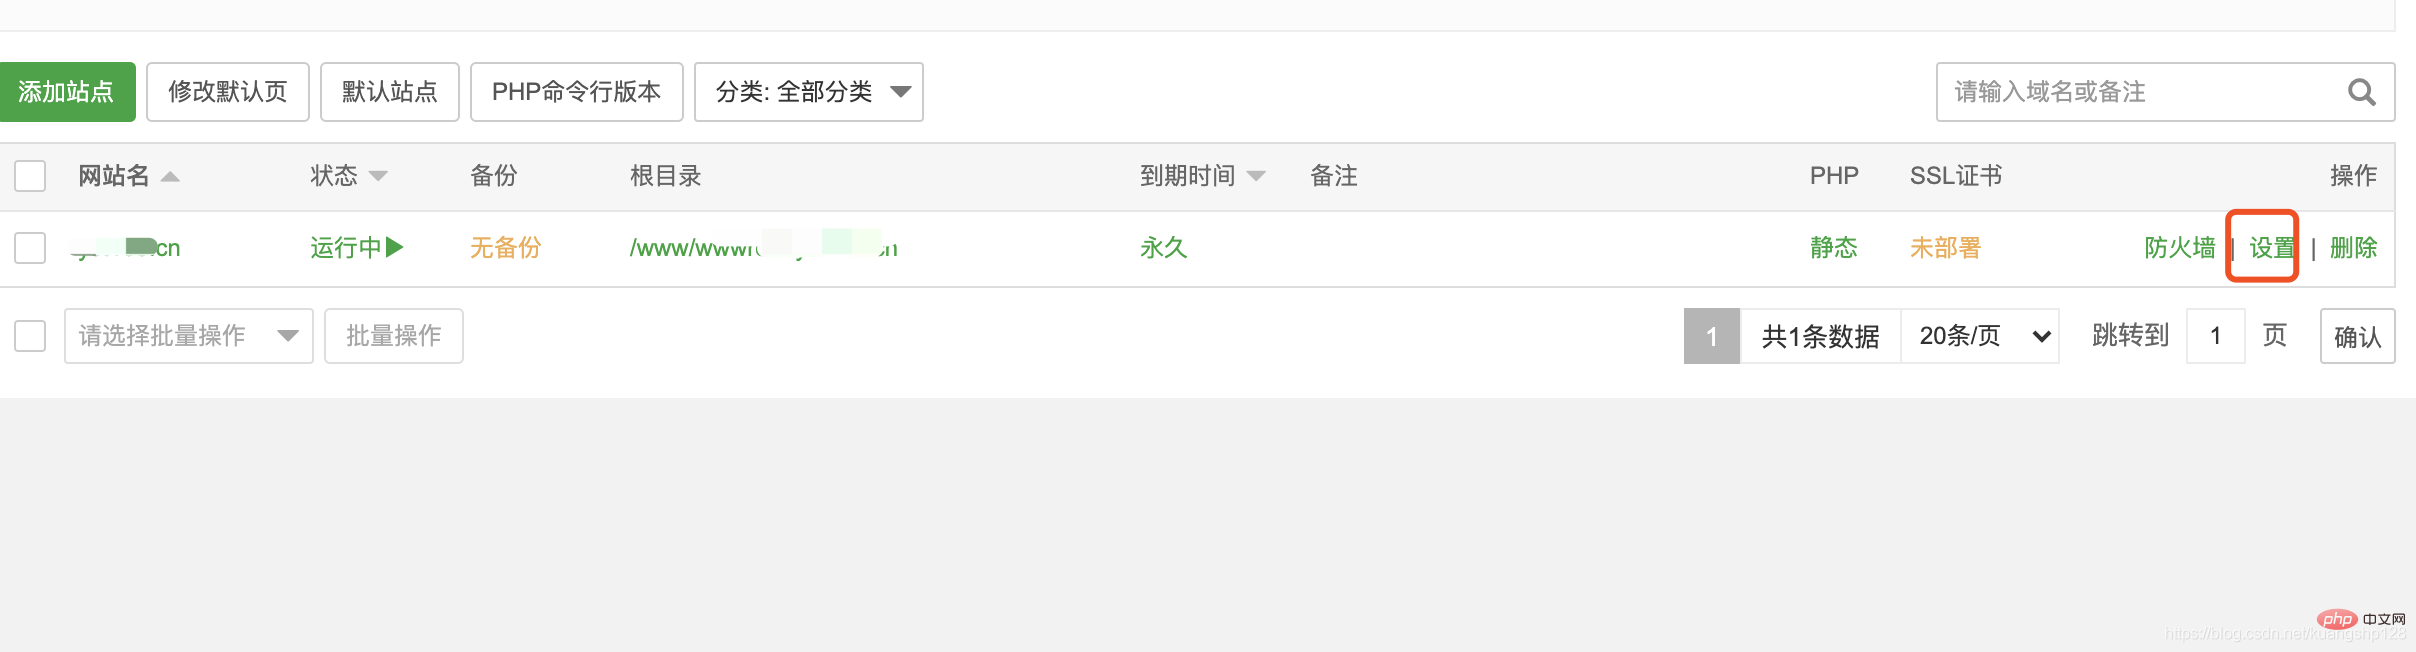 添加站点 修改默认页 默认站点 PHP命令行版本 分类: 全部分类 请输入域名或备注
网站名 状态 备份 根目录 到期时间 备注 PHP SSL证书 操作
cn 运行中 无备份 /www/ 永久 静态 未部署 防火墙 | 设置 | 删除
请选择批量操作 批量操作 1 共1条数据 20条/页 跳转到 1 页 确认
php 中文网
https://blog.csdn.net/kuangshp128